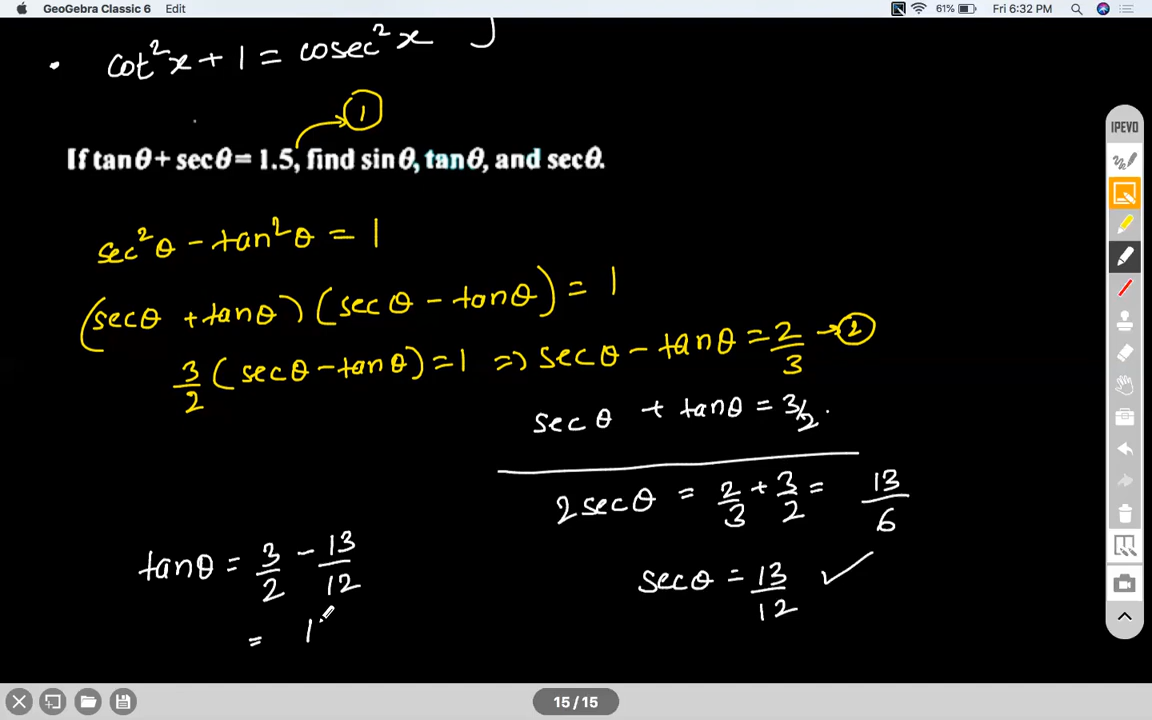 GeoGebra Classic 6 Edit 61% Fri 6:32 PM
• cot²x + 1 = cosec²x }
1
If tanθ + secθ = 1.5, find sinθ, tanθ, and secθ.
IPEVO
sec²θ - tan²θ = 1
(secθ + tanθ) (secθ - tanθ) = 1
3/2 (secθ - tanθ) = 1 => secθ - tanθ = 2/3 → 2
secθ + tanθ = 3/2.
2secθ = 2/3 + 3/2 = 13/6
tanθ = 3/2 - 13/12
secθ = 13/12 ✓
= 1
15 / 15